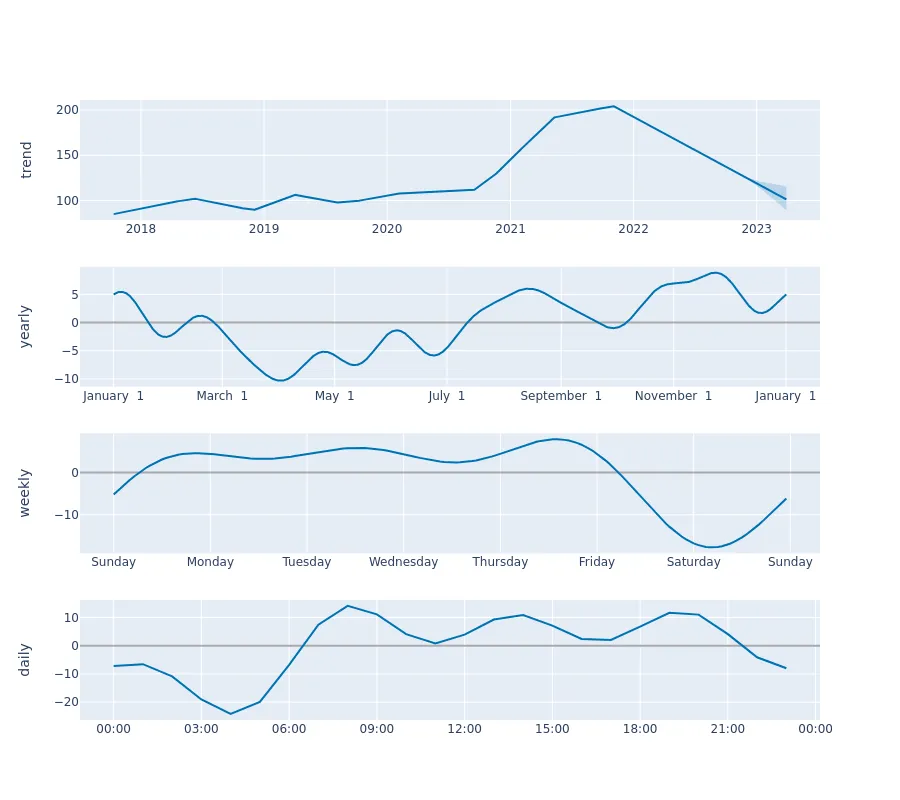 trend
200
150
100
2018 2019 2020 2021 2022 2023
yearly
5
0
−5
−10
January 1 March 1 May 1 July 1 September 1 November 1 January 1
weekly
0
−10
Sunday Monday Tuesday Wednesday Thursday Friday Saturday Sunday
daily
10
0
−10
−20
00:00 03:00 06:00 09:00 12:00 15:00 18:00 21:00 00:00